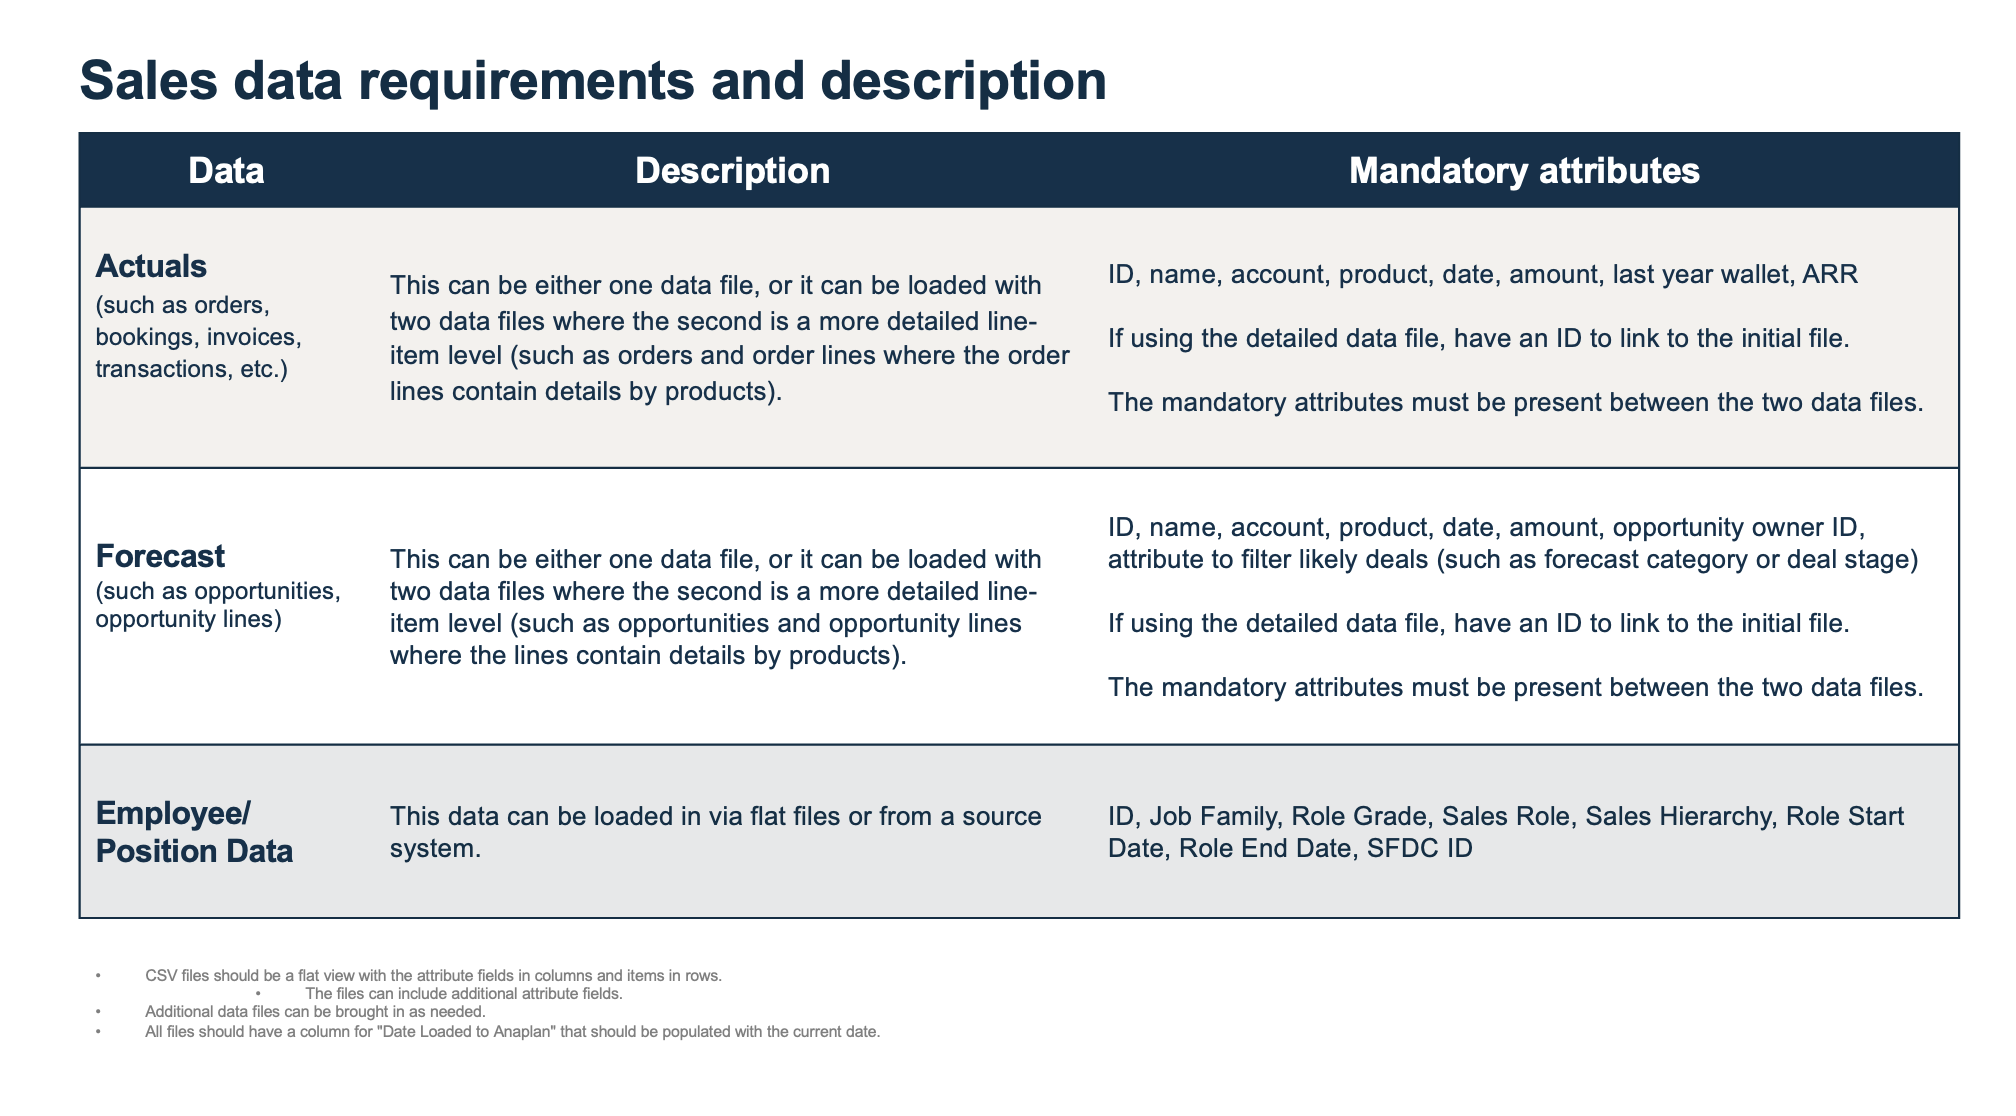 Sales data requirements and description
Data
Description
Mandatory attributes
Actuals
(such as orders,
bookings, invoices,
transactions, etc.)
This can be either one data file, or it can be loaded with
two data files where the second is a more detailed line-
item level (such as orders and order lines where the order
lines contain details by products).
ID, name, account, product, date, amount, last year wallet, ARR
If using the detailed data file, have an ID to link to the initial file.
The mandatory attributes must be present between the two data files.
Forecast
(such as opportunities,
opportunity lines)
This can be either one data file, or it can be loaded with
two data files where the second is a more detailed line-
item level (such as opportunities and opportunity lines
where the lines contain details by products).
ID, name, account, product, date, amount, opportunity owner ID,
attribute to filter likely deals (such as forecast category or deal stage)
If using the detailed data file, have an ID to link to the initial file.
The mandatory attributes must be present between the two data files.
Employee/
Position Data
This data can be loaded in via flat files or from a source
system.
ID, Job Family, Role Grade, Sales Role, Sales Hierarchy, Role Start
Date, Role End Date, SFDC ID
• CSV files should be a flat view with the attribute fields in columns and items in rows.
• The files can include additional attribute fields.
• Additional data files can be brought in as needed.
• All files should have a column for "Date Loaded to Anaplan" that should be populated with the current date.